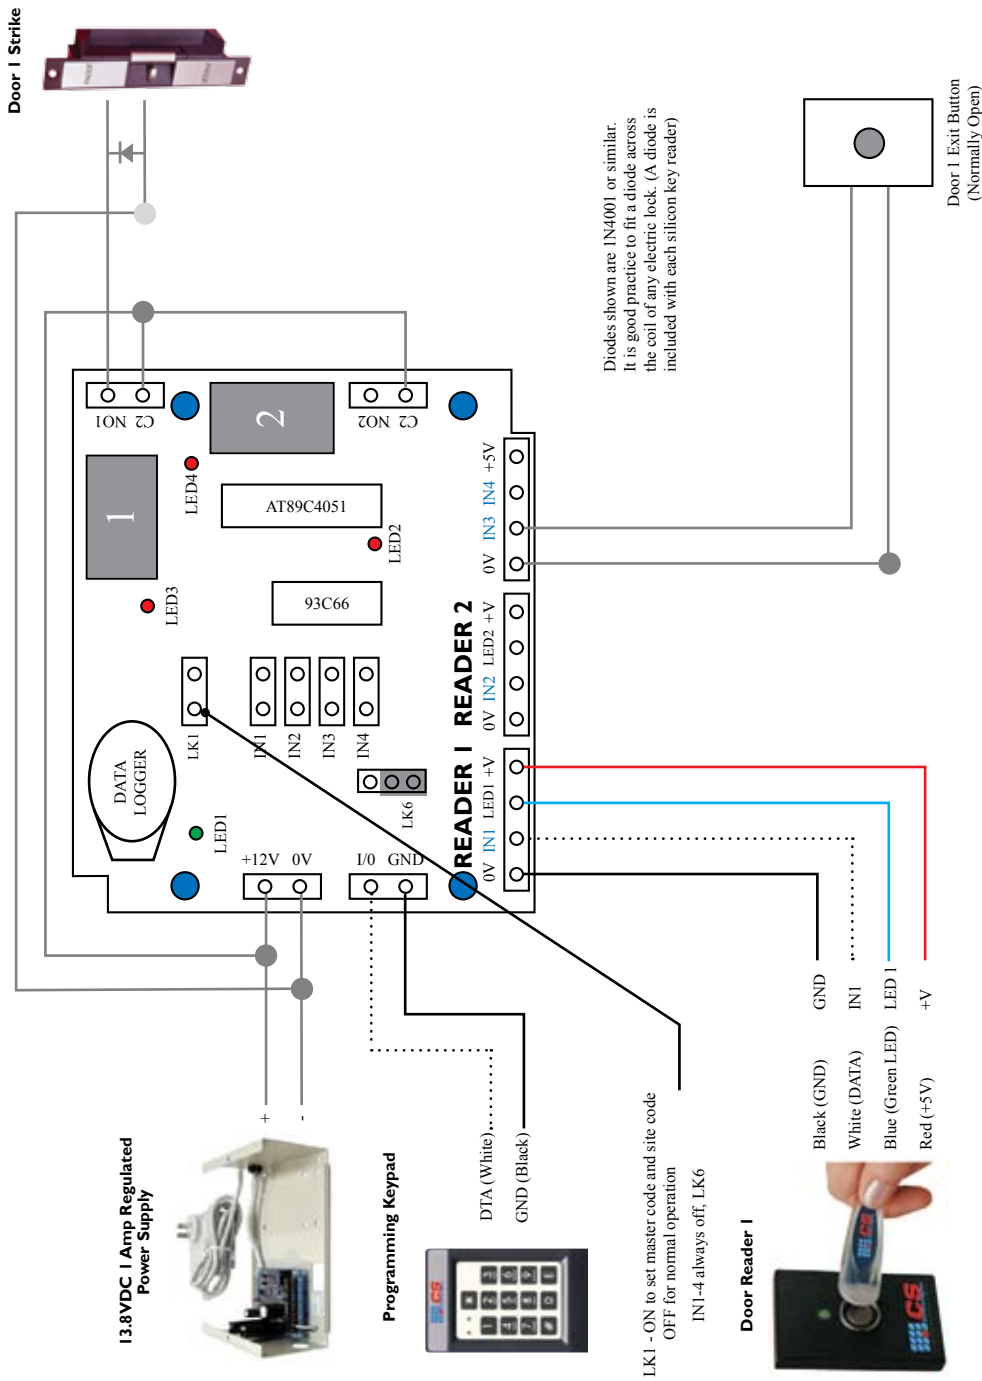 Door 1 Strike
13.8VDC 1 Amp Regulated
Power Supply
+
-
Programming Keypad
CS
DTA (White)
GND (Black)
LK1 - ON to set master code and site code
OFF for normal operation
IN1-4 always off, LK6
Door Reader 1
CS
CS
Black (GND) GND
White (DATA) IN1
Blue (Green LED) LED 1
Red (+5V) +V
DATA
LOGGER
LED1
+12V 0V
I/0 GND
LK1
IN1
IN2
IN3
IN4
LK6
LED3
LED4
LED2
1
2
AT89C4051
93C66
NO1 C2
NO2 C2
READER 1 READER 2
0V IN1 LED1 +V
0V IN2 LED2 +V
0V IN3 IN4 +5V
Diodes shown are 1N4001 or similar.
It is good practice to fit a diode across
the coil of any electric lock. (A diode is
included with each silicon key reader)
Door 1 Exit Button
(Normally Open)